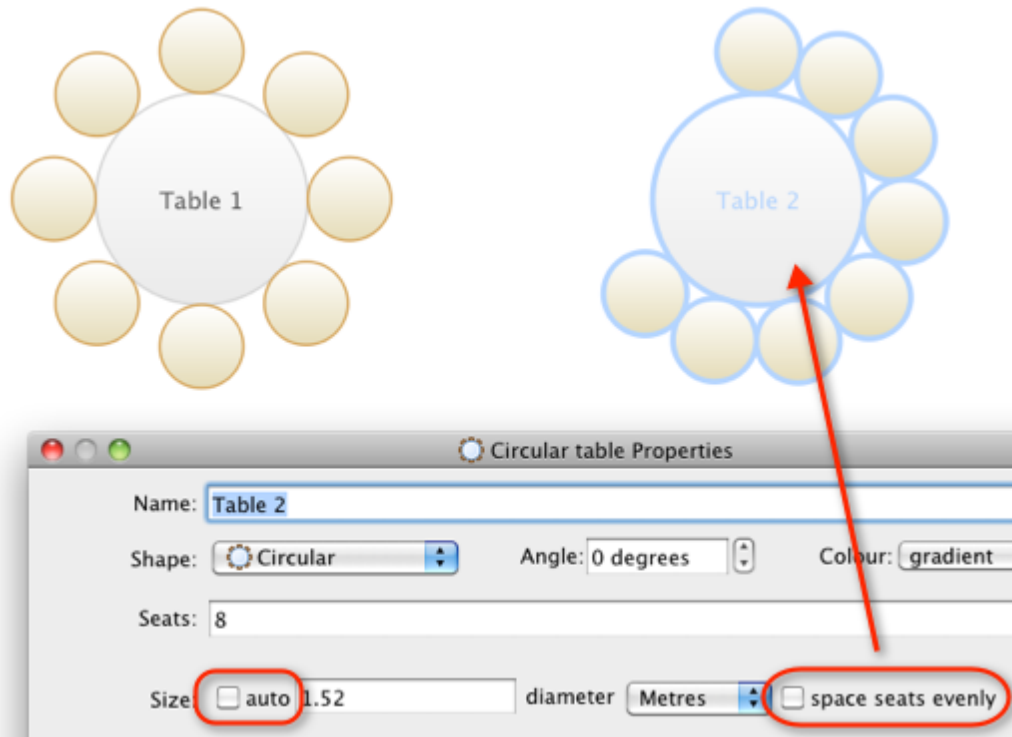 Table 1
Table 2
Circular table Properties
Name: Table 2
Shape: Circular Angle: 0 degrees Colour: gradient
Seats: 8
Size: auto 1.52 diameter Metres space seats evenly